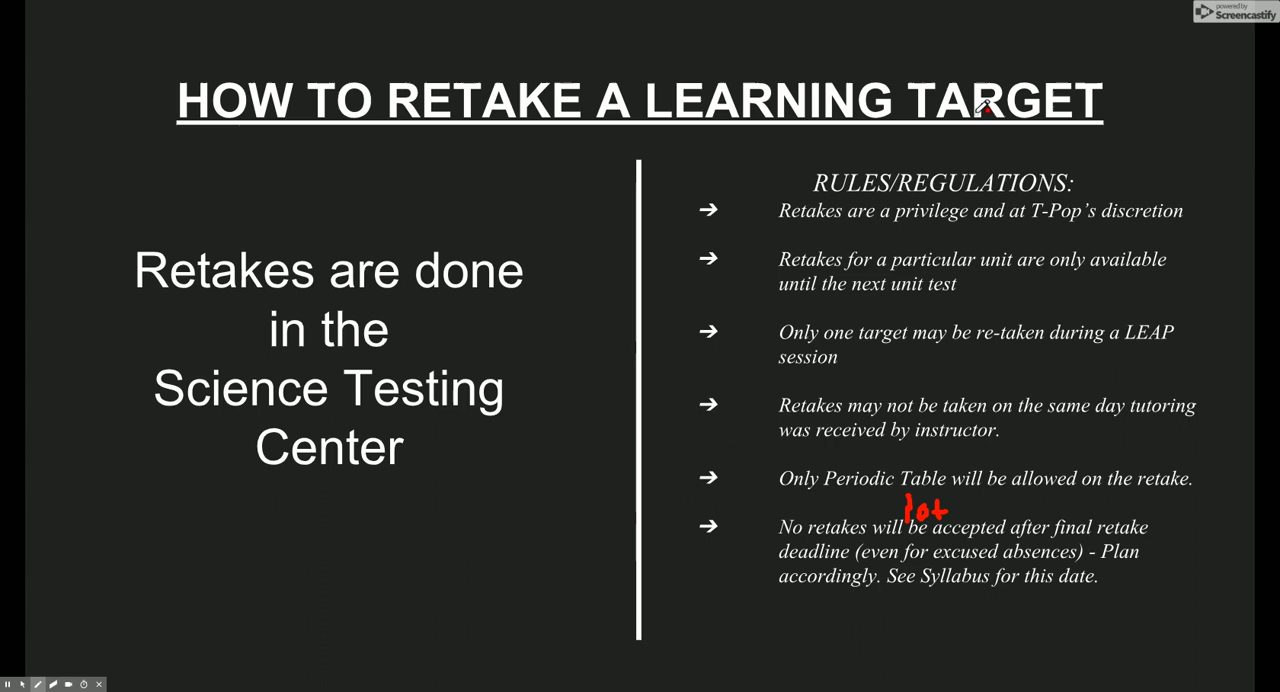 powered by
Screencastify
HOW TO RETAKE A LEARNING TARGET
Retakes are done
in the
Science Testing
Center
RULES/REGULATIONS:
➔ Retakes are a privilege and at T-Pop's discretion
➔ Retakes for a particular unit are only available
until the next unit test
➔ Only one target may be re-taken during a LEAP
session
➔ Retakes may not be taken on the same day tutoring
was received by instructor.
➔ Only Periodic Table will be allowed on the retake.
➔ No retakes will be accepted after final retake
deadline (even for excused absences) - Plan
accordingly. See Syllabus for this date.